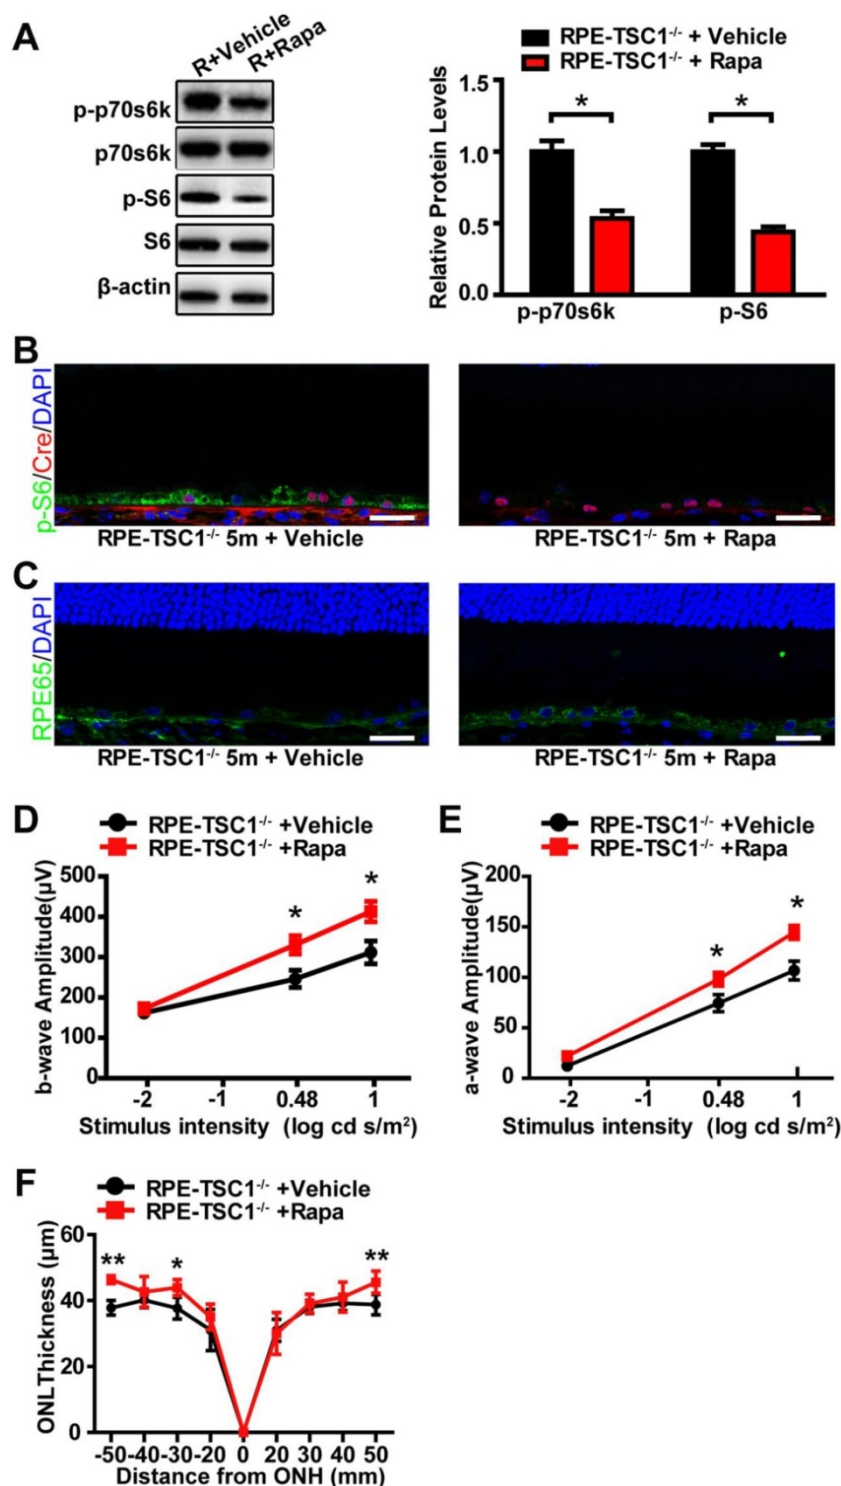 A
R+Vehicle
R+Rapa
p-p70s6k
p70s6k
p-S6
S6
β-actin
RPE-TSC1-/- + Vehicle
RPE-TSC1-/- + Rapa
Relative Protein Levels
1.5
1.0
0.5
0.0
*
*
p-p70s6k
p-S6
B
p-S6/Cre/DAPI
RPE-TSC1-/- 5m + Vehicle
RPE-TSC1-/- 5m + Rapa
C
RPE65/DAPI
RPE-TSC1-/- 5m + Vehicle
RPE-TSC1-/- 5m + Rapa
D
RPE-TSC1-/- +Vehicle
RPE-TSC1-/- +Rapa
b-wave Amplitude(μV)
500
400
300
200
100
0
*
*
-2 -1 0.48 1
Stimulus intensity (log cd s/m²)
E
RPE-TSC1-/- +Vehicle
RPE-TSC1-/- +Rapa
a-wave Amplitude(μV)
200
150
100
50
0
*
*
-2 -1 0.48 1
Stimulus intensity (log cd s/m²)
F
RPE-TSC1-/- +Vehicle
RPE-TSC1-/- +Rapa
ONLThickness (μm)
60
40
20
0
**
*
**
-50 -40 -30 -20 0 20 30 40 50
Distance from ONH (mm)